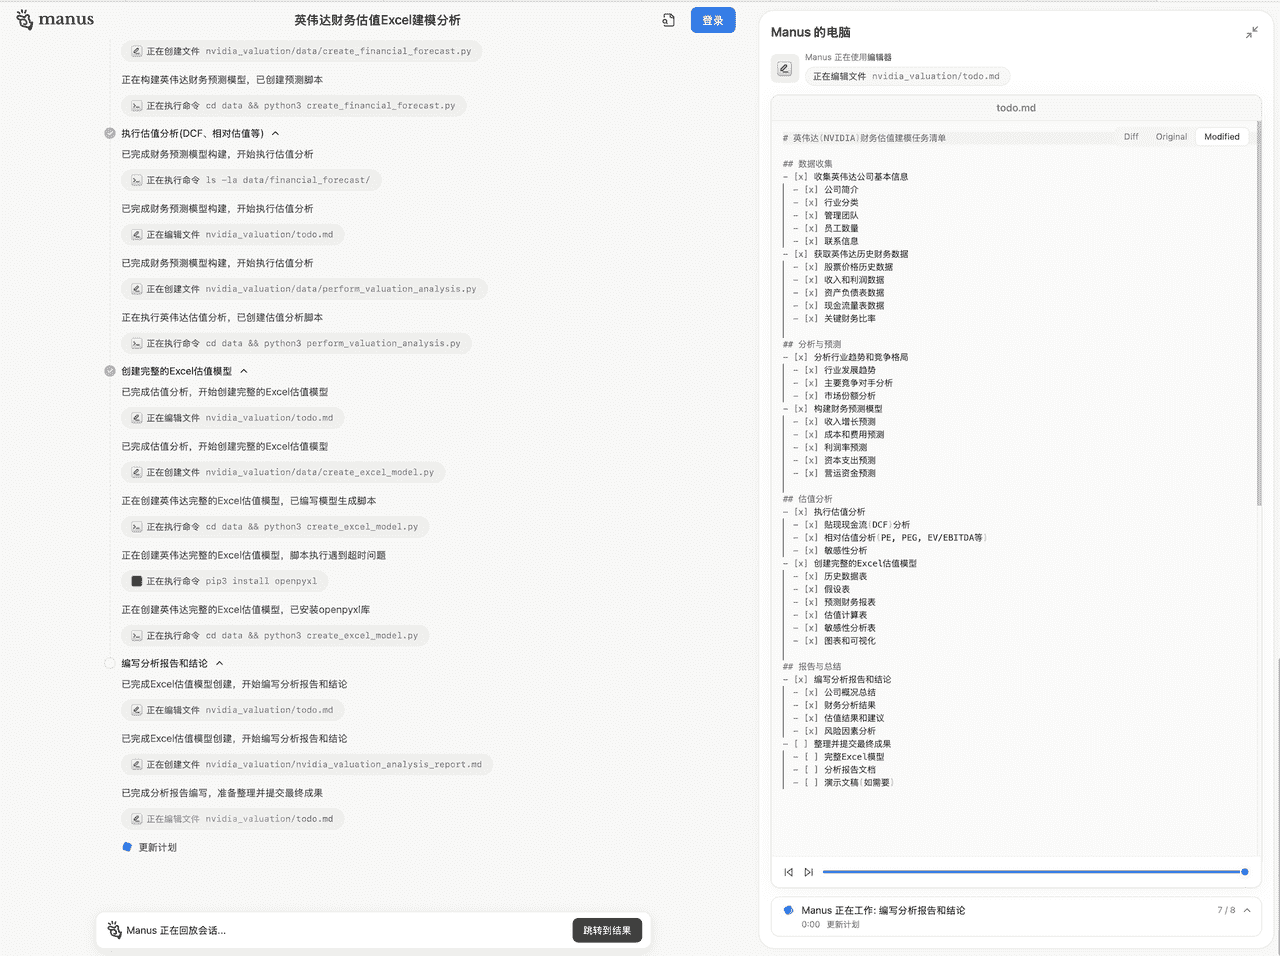 manus
英伟达财务估值Excel建模分析
登录
正在创建文件 nvidia_valuation/data/create_financial_forecast.py
正在构建英伟达财务预测模型，已创建预测脚本
正在执行命令 cd data && python3 create_financial_forecast.py
执行估值分析(DCF、相对估值等)
已完成财务预测模型构建，开始执行估值分析
正在执行命令 ls -la data/financial_forecast/
已完成财务预测模型构建，开始执行估值分析
正在编辑文件 nvidia_valuation/todo.md
已完成财务预测模型构建，开始执行估值分析
正在创建文件 nvidia_valuation/data/perform_valuation_analysis.py
正在执行英伟达估值分析，已创建估值分析脚本
正在执行命令 cd data && python3 perform_valuation_analysis.py
创建完整的Excel估值模型
已完成估值分析，开始创建完整的Excel估值模型
正在编辑文件 nvidia_valuation/todo.md
已完成估值分析，开始创建完整的Excel估值模型
正在创建文件 nvidia_valuation/data/create_excel_model.py
正在创建英伟达完整的Excel估值模型，已编写模型生成脚本
正在执行命令 cd data && python3 create_excel_model.py
正在创建英伟达完整的Excel估值模型，脚本执行遇到超时问题
正在执行命令 pip3 install openpyxl
正在创建英伟达完整的Excel估值模型，已安装openpyxl库
正在执行命令 cd data && python3 create_excel_model.py
编写分析报告和结论
已完成Excel估值模型创建，开始编写分析报告和结论
正在编辑文件 nvidia_valuation/todo.md
已完成Excel估值模型创建，开始编写分析报告和结论
正在创建文件 nvidia_valuation/nvidia_valuation_analysis_report.md
已完成分析报告编写，准备整理并提交最终成果
正在编辑文件 nvidia_valuation/todo.md
更新计划
Manus 正在回放会话...
跳转到结果
Manus 的电脑
Manus 正在使用编辑器
正在编辑文件 nvidia_valuation/todo.md
todo.md
Diff Original Modified
# 英伟达(NVIDIA)财务估值建模任务清单
## 数据收集
- [x] 收集英伟达公司基本信息
- [x] 公司简介
- [x] 行业分类
- [x] 管理团队
- [x] 员工数量
- [x] 联系信息
- [x] 获取英伟达历史财务数据
- [x] 股票价格历史数据
- [x] 收入和利润数据
- [x] 资产负债表数据
- [x] 现金流量表数据
- [x] 关键财务比率
## 分析与预测
- [x] 分析行业趋势和竞争格局
- [x] 行业发展趋势
- [x] 主要竞争对手分析
- [x] 市场份额分析
- [x] 构建财务预测模型
- [x] 收入增长预测
- [x] 成本和费用预测
- [x] 利润率预测
- [x] 资本支出预测
- [x] 营运资金预测
## 估值分析
- [x] 执行估值分析
- [x] 贴现现金流(DCF)分析
- [x] 相对估值分析(PE, PEG, EV/EBITDA等)
- [x] 敏感性分析
- [x] 创建完整的Excel估值模型
- [x] 历史数据表
- [x] 假设表
- [x] 预测财务报表
- [x] 估值计算表
- [x] 敏感性分析表
- [x] 图表和可视化
## 报告与总结
- [x] 编写分析报告和结论
- [x] 公司概况总结
- [x] 财务分析结果
- [x] 估值结果和建议
- [x] 风险因素分析
- [ ] 整理并提交最终成果
- [ ] 完整Excel模型
- [ ] 分析报告文档
- [ ] 演示文稿(如需要)
Manus 正在工作: 编写分析报告和结论
7 / 8
0:00 更新计划